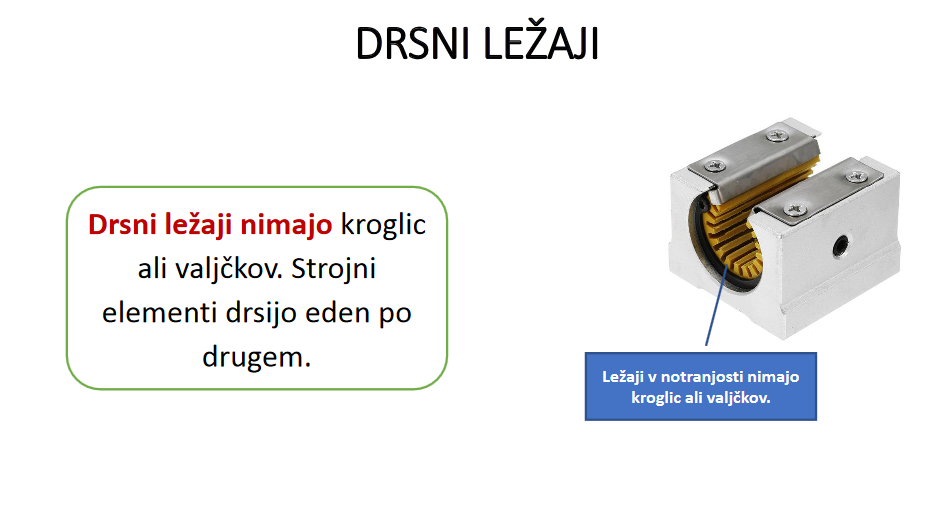 DRSNI LEŽAJI
Drsni ležaji nimajo kroglic
ali valjčkov. Strojni
elementi drsijo eden po
drugem.
Ležaji v notranjosti nimajo
kroglic ali valjčkov.